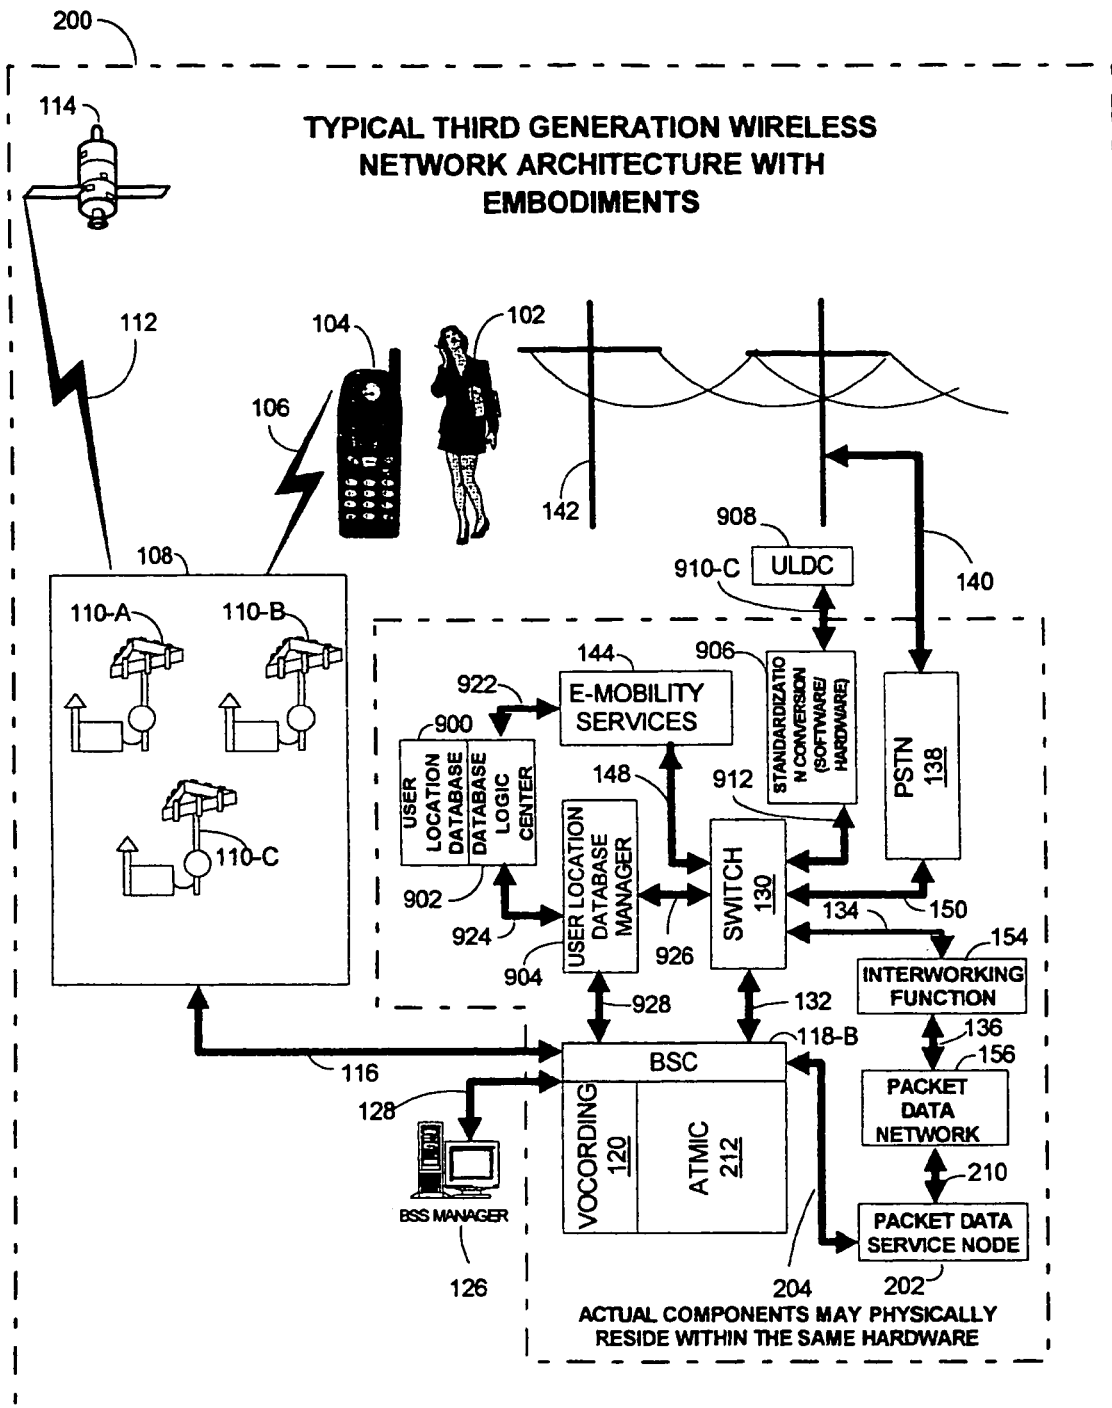 200
114
TYPICAL THIRD GENERATION WIRELESS
NETWORK ARCHITECTURE WITH
EMBODIMENTS
112
104
102
106
142
908
ULDC
910-C
140
108
110-A
110-B
110-C
144
E-MOBILITY
SERVICES
906
STANDARDIZATIO
N CONVERSION
(SOFTWARE/
HARDWARE)
922
900
USER
LOCATION
DATABASE
DATABASE
LOGIC
CENTER
902
148
912
PSTN
138
USER LOCATION
DATABASE
MANAGER
SWITCH
130
924
904
926
150
134
154
INTERWORKING
FUNCTION
928
132
136
118-B
156
116
BSC
PACKET
DATA
NETWORK
128
VOCORDING
120
ATMIC
212
210
BSS MANAGER
126
PACKET DATA
SERVICE NODE
204
202
ACTUAL COMPONENTS MAY PHYSICALLY
RESIDE WITHIN THE SAME HARDWARE